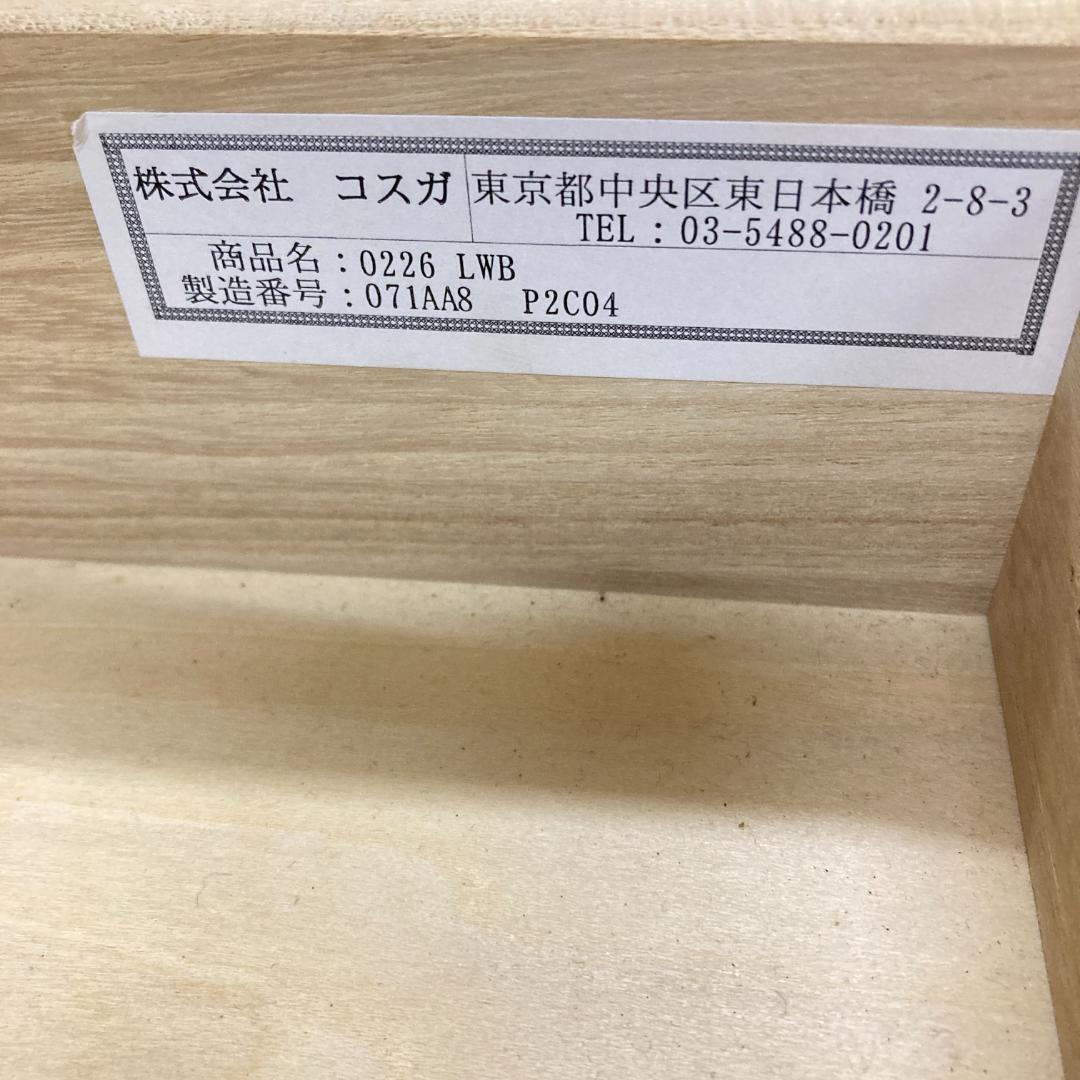 株式会社　コスガ
東京都中央区東日本橋 2-8-3
TEL：03-5488-0201
商品名：0226 LWB
製造番号：071AA8　P2C04